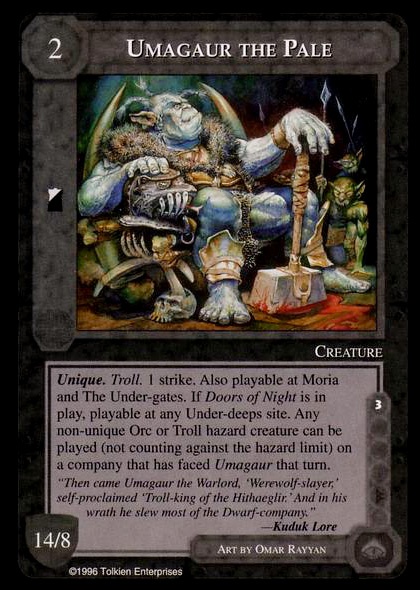 2
UMAGAUR THE PALE
CREATURE
Unique. Troll. 1 strike. Also playable at Moria
and The Under-gates. If Doors of Night is in
play, playable at any Under-deeps site. Any
non-unique Orc or Troll hazard creature can be
played (not counting against the hazard limit) on
a company that has faced Umagaur that turn.
"Then came Umagaur the Warlord, 'Werewolf-slayer,'
self-proclaimed 'Troll-king of the Hithaeglir.' And in his
wrath he slew most of the Dwarf-company."
—Kuduk Lore
3
14/8
ART BY OMAR RAYYAN
©1996 Tolkien Enterprises